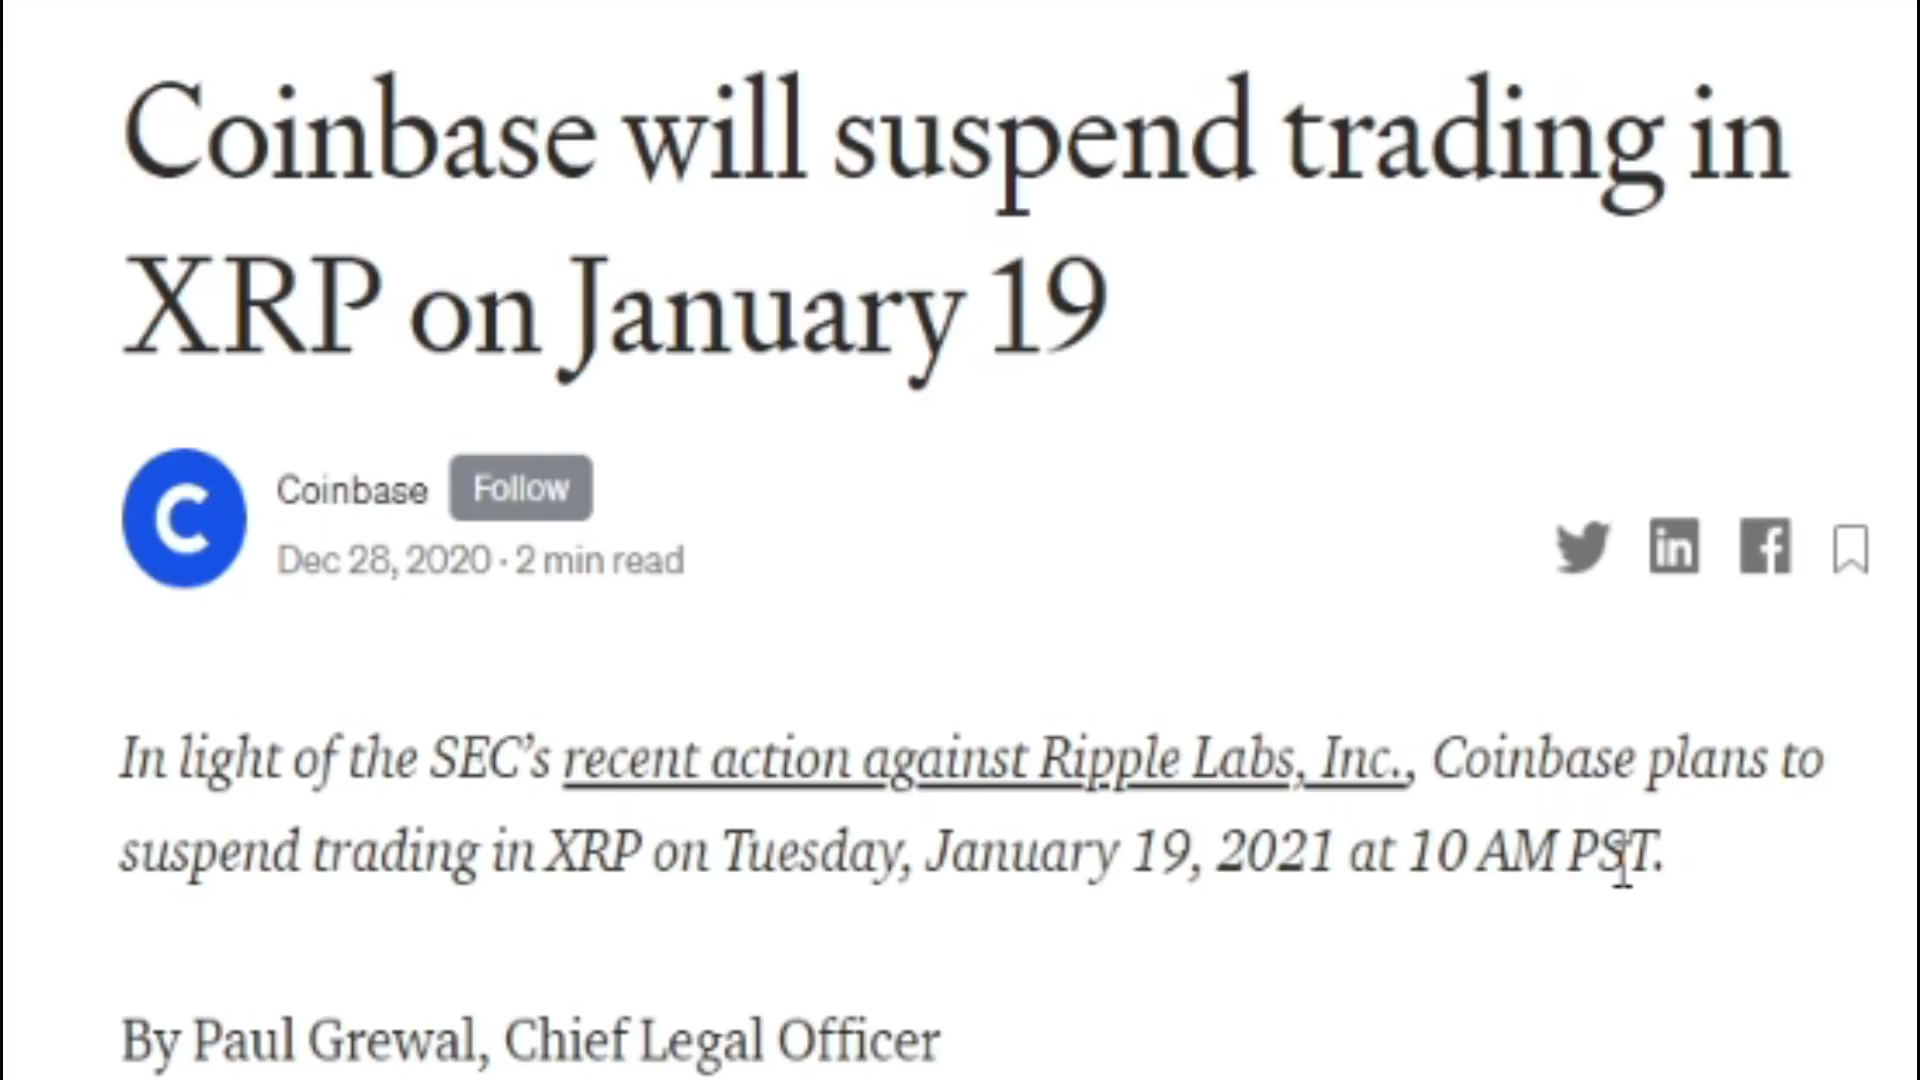 Coinbase will suspend trading in
XRP on January 19
C
Coinbase Follow
Dec 28, 2020 · 2 min read
in f
In light of the SEC’s recent action against Ripple Labs, Inc., Coinbase plans to
suspend trading in XRP on Tuesday, January 19, 2021 at 10 AM PST.
By Paul Grewal, Chief Legal Officer